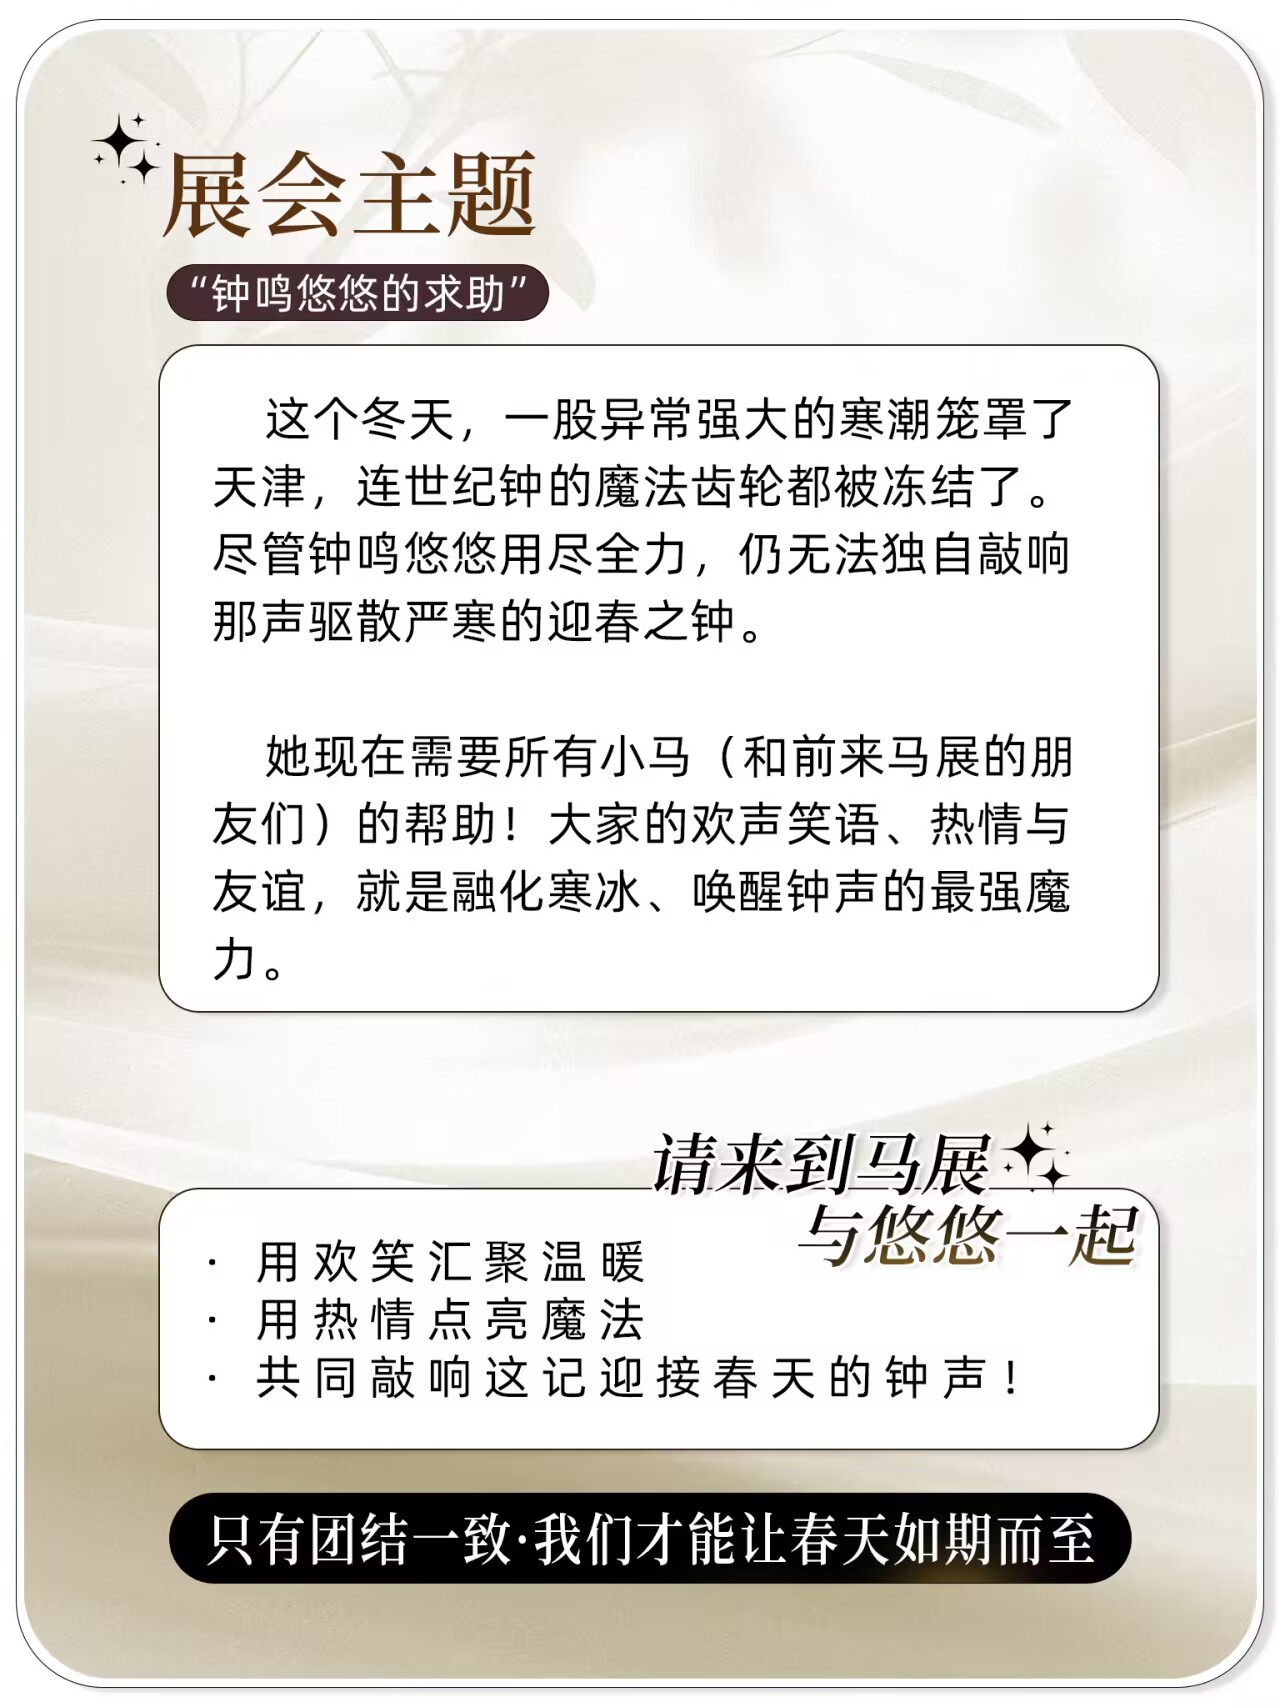 展会主题
“钟鸣悠悠的求助”
这个冬天，一股异常强大的寒潮笼罩了
天津，连世纪钟的魔法齿轮都被冻结了。
尽管钟鸣悠悠用尽全力，仍无法独自敲响
那声驱散严寒的迎春之钟。
她现在需要所有小马（和前来马展的朋
友们）的帮助！大家的欢声笑语、热情与
友谊，就是融化寒冰、唤醒钟声的最强魔
力。
请来到马展
与悠悠一起
· 用欢笑汇聚温暖
· 用热情点亮魔法
· 共同敲响这记迎接春天的钟声！
只有团结一致·我们才能让春天如期而至